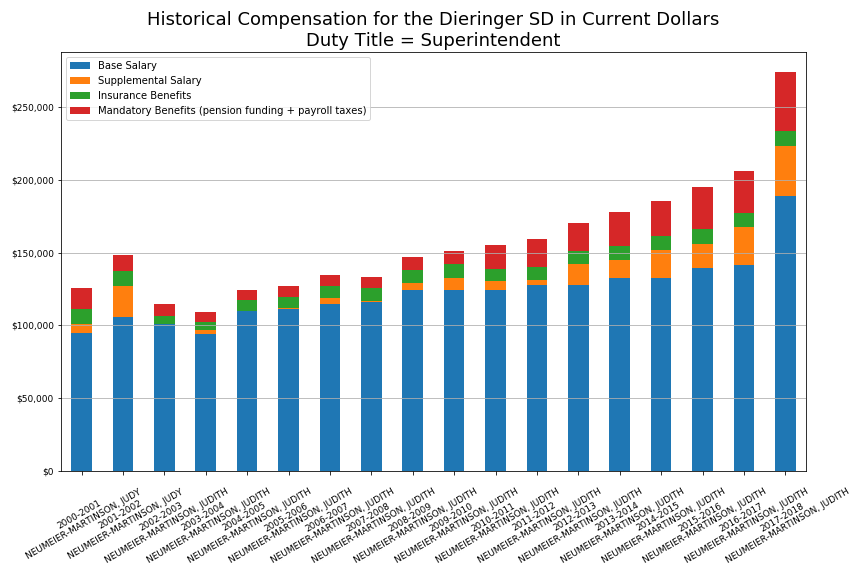 Historical Compensation for the Dieringer SD in Current Dollars
Duty Title = Superintendent
Base Salary
Supplemental Salary
Insurance Benefits
Mandatory Benefits (pension funding + payroll taxes)
$250,000
$200,000
$150,000
$100,000
$50,000
$0
2000-2001
NEUMEIER-MARTINSON, JUDY
2001-2002
NEUMEIER-MARTINSON, JUDY
2002-2003
NEUMEIER-MARTINSON, JUDITH
2003-2004
NEUMEIER-MARTINSON, JUDITH
2004-2005
NEUMEIER-MARTINSON, JUDITH
2005-2006
NEUMEIER-MARTINSON, JUDITH
2006-2007
NEUMEIER-MARTINSON, JUDITH
2007-2008
NEUMEIER-MARTINSON, JUDITH
2008-2009
NEUMEIER-MARTINSON, JUDITH
2009-2010
NEUMEIER-MARTINSON, JUDITH
2010-2011
NEUMEIER-MARTINSON, JUDITH
2011-2012
NEUMEIER-MARTINSON, JUDITH
2012-2013
NEUMEIER-MARTINSON, JUDITH
2013-2014
NEUMEIER-MARTINSON, JUDITH
2014-2015
NEUMEIER-MARTINSON, JUDITH
2015-2016
NEUMEIER-MARTINSON, JUDITH
2016-2017
NEUMEIER-MARTINSON, JUDITH
2017-2018
NEUMEIER-MARTINSON, JUDITH